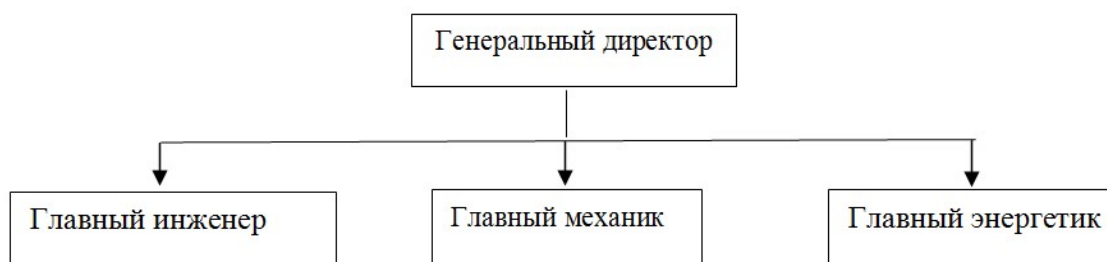 Генеральный директор
Главный инженер
Главный механик
Главный энергетик